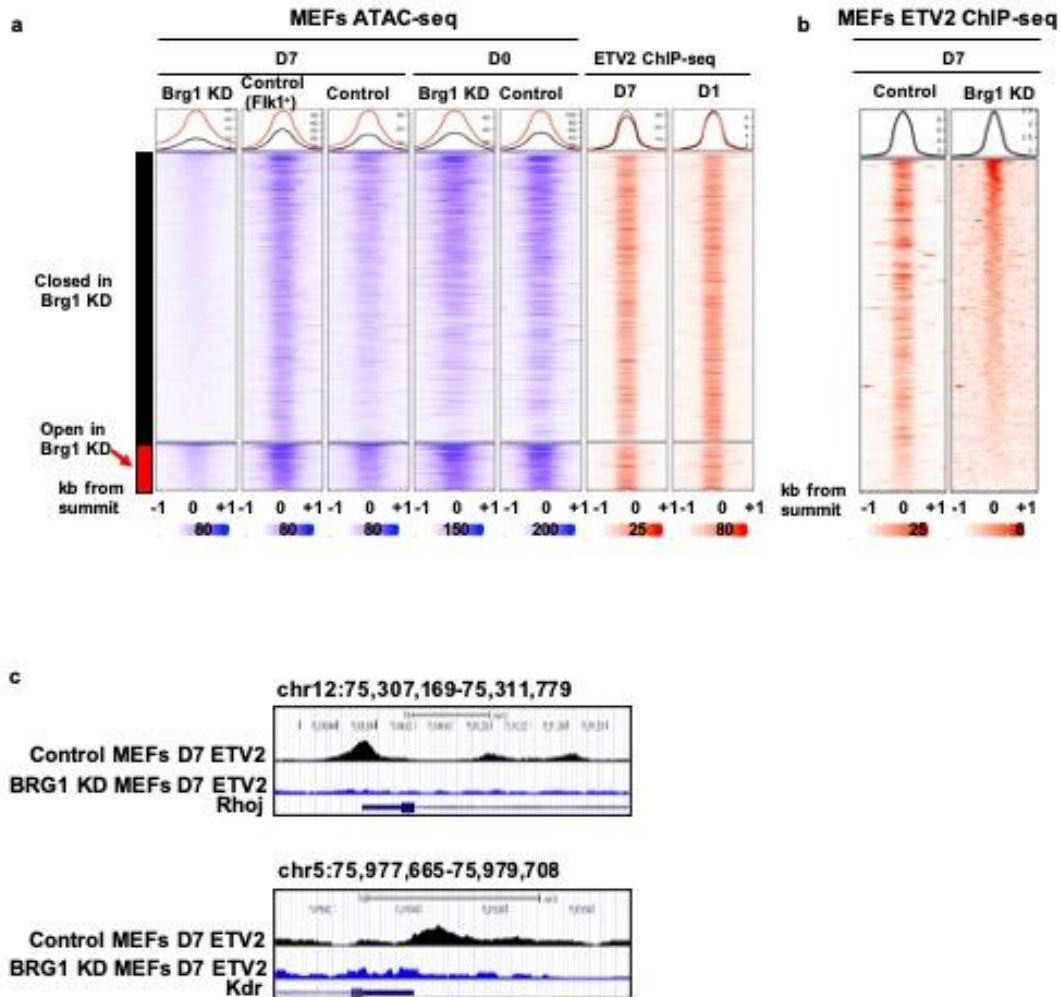 a
MEFs ATAC-seq
D7 D0 ETV2 ChIP-seq
Brg1 KD Control (Flk1+) Control Brg1 KD Control D7 D1
Closed in
Brg1 KD
Open in
Brg1 KD
kb from
summit
-1 0 +1 -1 0 +1 -1 0 +1 -1 0 +1 -1 0 +1 -1 0 +1 -1 0 +1
80 60 80 150 200 25 80
b
MEFs ETV2 ChIP-seq
D7
Control Brg1 KD
kb from
summit
-1 0 +1 -1 0 +1
25 8
c
chr12:75,307,169-75,311,779
Control MEFs D7 ETV2
BRG1 KD MEFs D7 ETV2
Rhoj
chr5:75,977,665-75,979,708
Control MEFs D7 ETV2
BRG1 KD MEFs D7 ETV2
Kdr